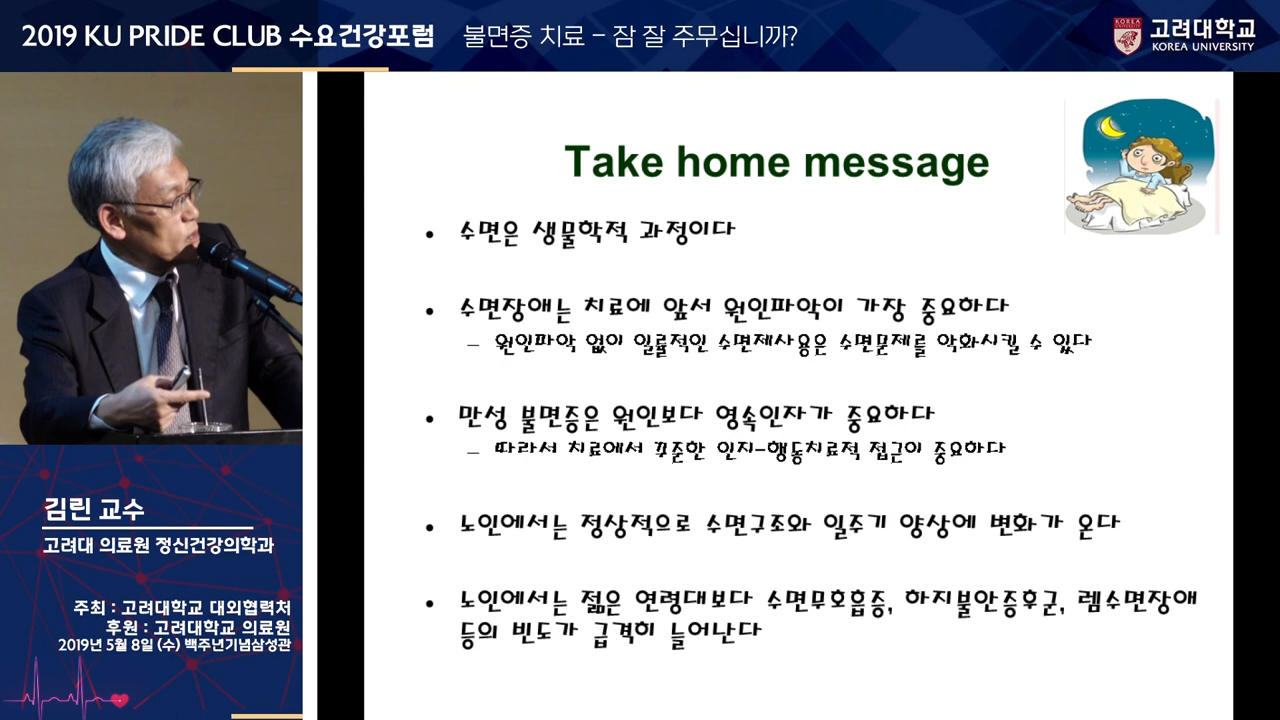 2019 KU PRIDE CLUB 수요건강포럼 불면증 치료 – 잠 잘 주무십니까?
KOREA
UNIVERSITY
고려대학교
KOREA UNIVERSITY
Take home message
• 수면은 생물학적 과정이다
• 수면장애는 치료에 앞서 원인파악이 가장 중요하다
– 원인파악 없이 일률적인 수면제사용은 수면문제를 악화시킬 수 있다
• 만성 불면증은 원인보다 영속인자가 중요하다
– 따라서 치료에서 꾸준한 인지-행동치료적 접근이 중요하다
• 노인에서는 정상적으로 수면구조와 일주기 양상에 변화가 온다
• 노인에서는 젊은 연령대보다 수면무호흡증, 하지불안증후군, 렘수면장애
등의 빈도가 급격히 늘어난다
김린 교수
고려대 의료원 정신건강의학과
주최 : 고려대학교 대외협력처
후원 : 고려대학교 의료원
2019년 5월 8일 (수) 백주년기념삼성관